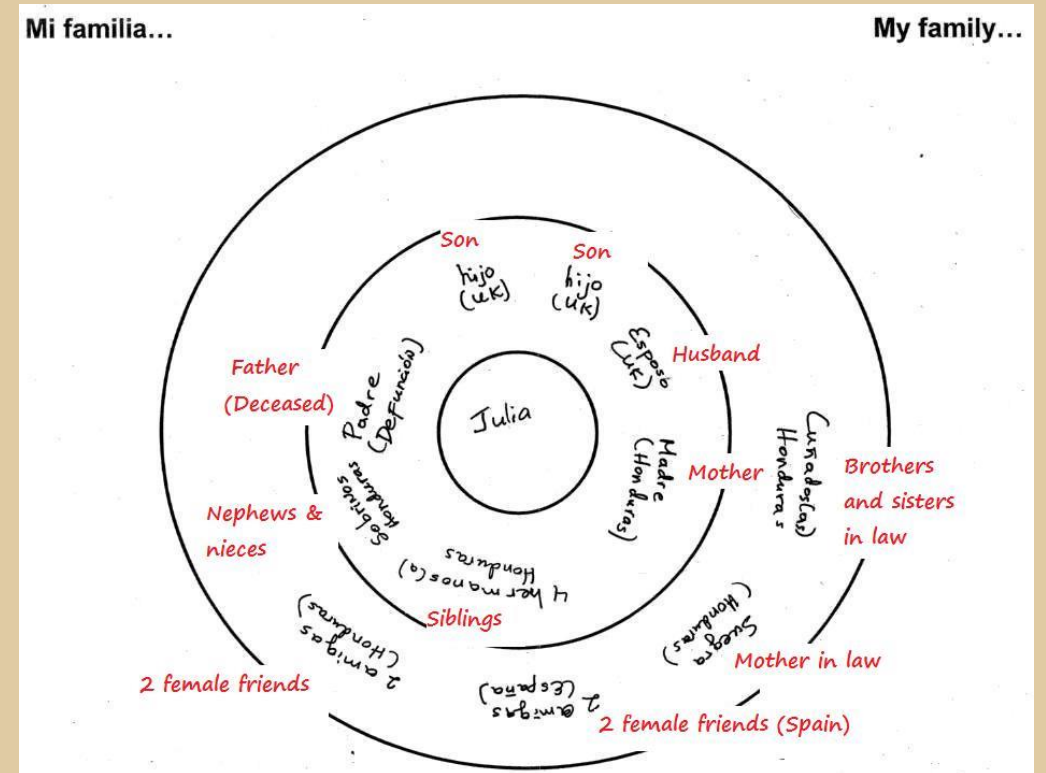 Mi familia...
My family...
Son
hijo
(UK)
Son
hijo
(UK)
Esposo
(UK)
Husband
Father
(Deceased)
Padre
(Defunción)
Julia
Madre
(Honduras)
Mother
Cuñados(as)
Honduras
Brothers
and sisters
in law
Sobrinos
Honduras
Nephews &
nieces
4 hermanos(a)
Honduras
Siblings
2 amigas
(Honduras)
2 female friends
2 amigas
(España)
2 female friends (Spain)
Suegra
(Honduras)
Mother in law